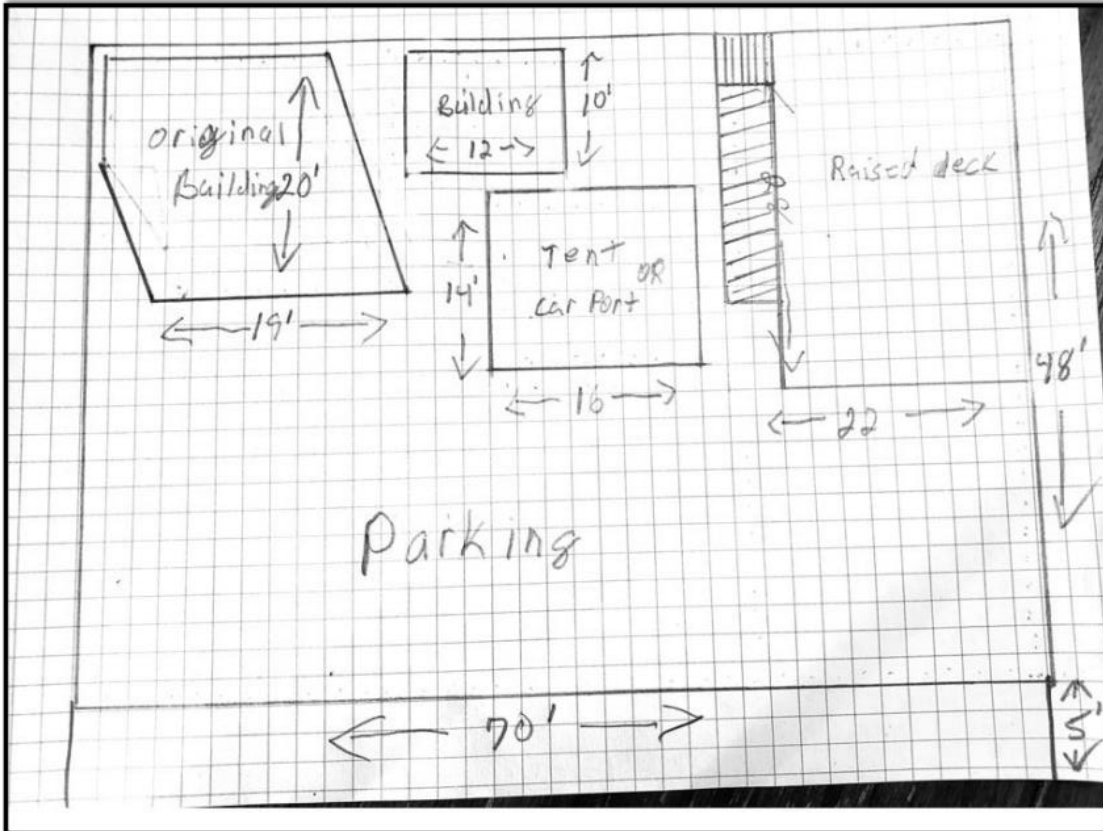 original
Building 20'
19'
Building
12
10'
Tent OR
car Port
14'
16
Raised deck
22
48'
Parking
70'
5'